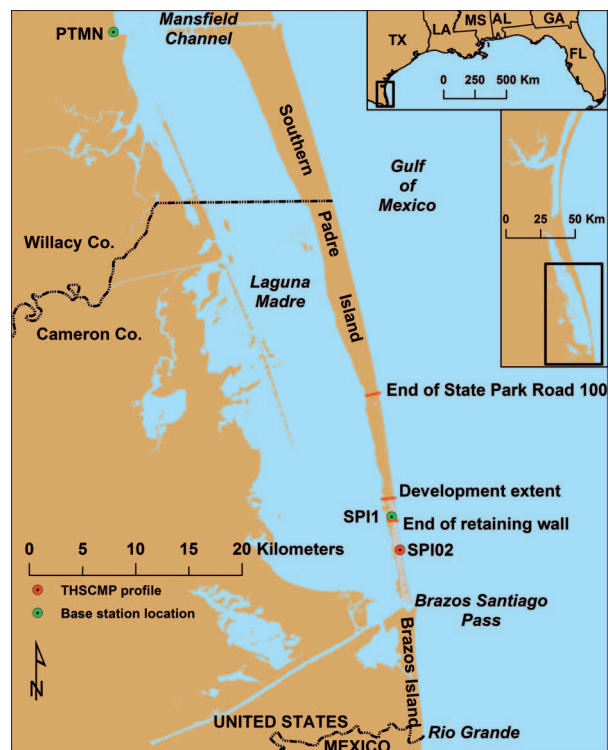 PTMN
Mansfield
Channel
TX
LA
MS
AL
GA
FL
0 250 500 Km
Southern
Padre
Island
Gulf
of
Mexico
0 25 50 Km
Willacy Co.
Laguna
Madre
Cameron Co.
End of State Park Road 100
Development extent
SPI1
End of retaining wall
0 5 10 15 20 Kilometers
SPI02
THSCMP profile
Base station location
Brazos Santiago
Pass
Brazos Island
N
UNITED STATES
MEXICO
Rio Grande